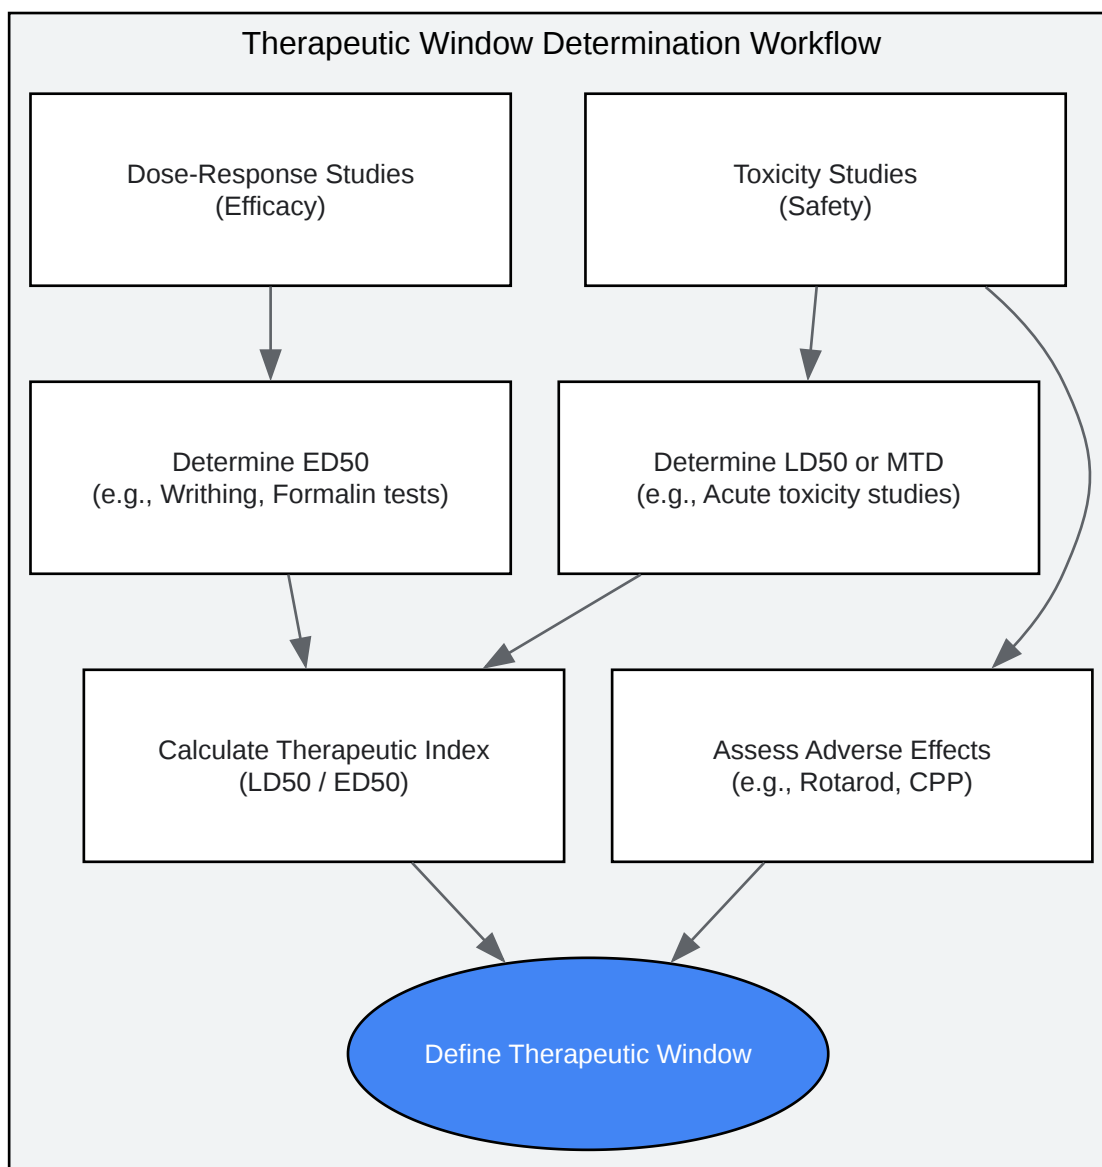 Therapeutic Window Determination Workflow
Dose-Response Studies
(Efficacy)
Toxicity Studies
(Safety)
Determine ED50
(e.g., Writhing, Formalin tests)
Determine LD50 or MTD
(e.g., Acute toxicity studies)
Calculate Therapeutic Index
(LD50 / ED50)
Assess Adverse Effects
(e.g., Rotarod, CPP)
Define Therapeutic Window